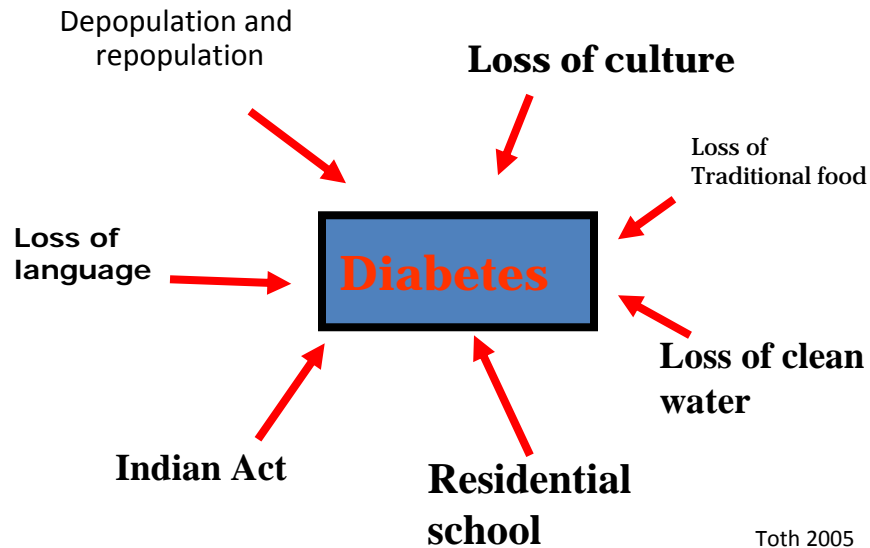 Depopulation and
repopulation
Loss of culture
Loss of
Traditional food
Loss of
language
Diabetes
Loss of clean
water
Indian Act
Residential
school
Toth 2005